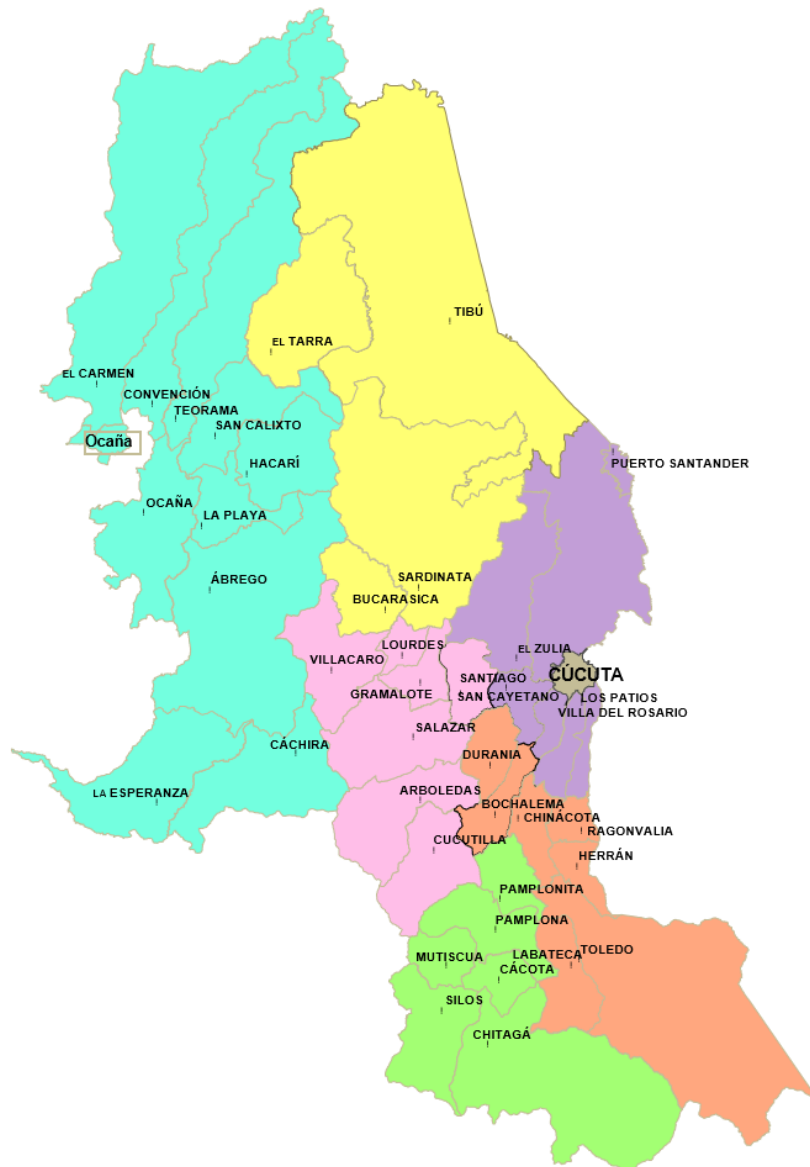 TIBÚ
EL TARRA
EL CARMEN
CONVENCIÓN
TEORAMA
SAN CALIXTO
Ocaña
HACARÍ
PUERTO SANTANDER
OCAÑA
LA PLAYA
ÁBREGO
SARDINATA
BUCARASICA
LOURDES
EL ZULIA
VILLACARO
CÚCUTA
SANTIAGO
GRAMALOTE
SAN CAYETANO
LOS PATIOS
VILLA DEL ROSARIO
SALAZAR
CÁCHIRA
DURANIA
LA ESPERANZA
ARBOLEDAS
BOCHALEMA
CHINÁCOTA
RAGONVALIA
CUCUTILLA
HERRÁN
PAMPLONITA
PAMPLONA
MUTISCUA
LABATECA
TOLEDO
CÁCOTA
SILOS
CHITAGÁ